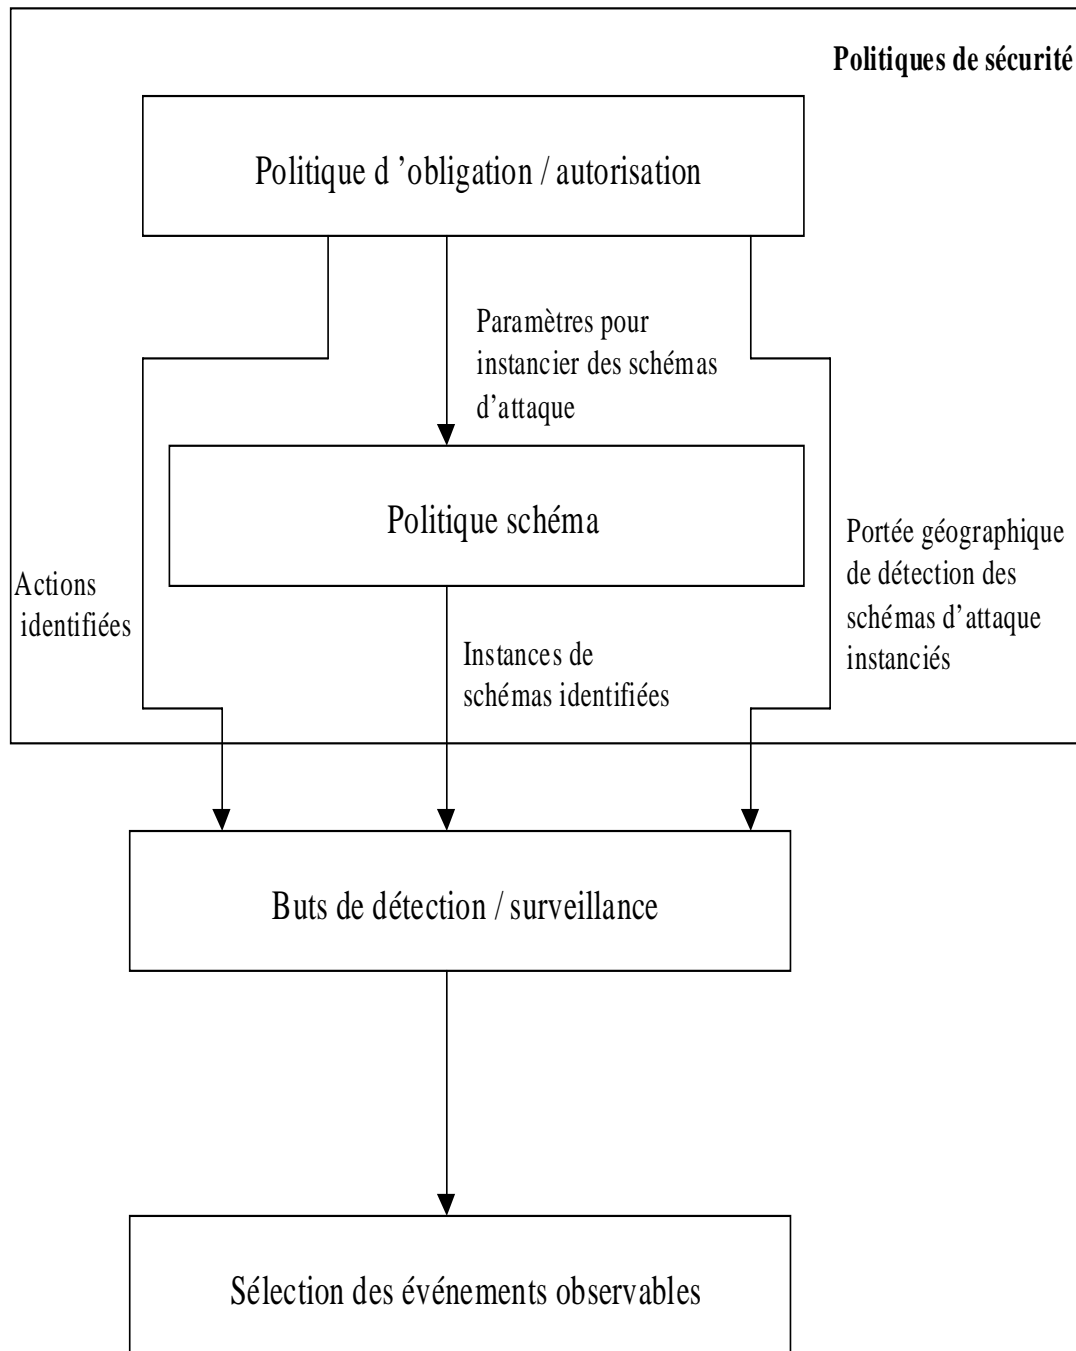 Politiques de sécurité
Politique d ’obligation / autorisation
Paramètres pour
instancier des schémas
d’attaque
Politique schéma
Portée géographique
de détection des
schémas d’attaque
instanciés
Actions
identifiées
Instances de
schémas identifiées
Buts de détection / surveillance
Sélection des événements observables